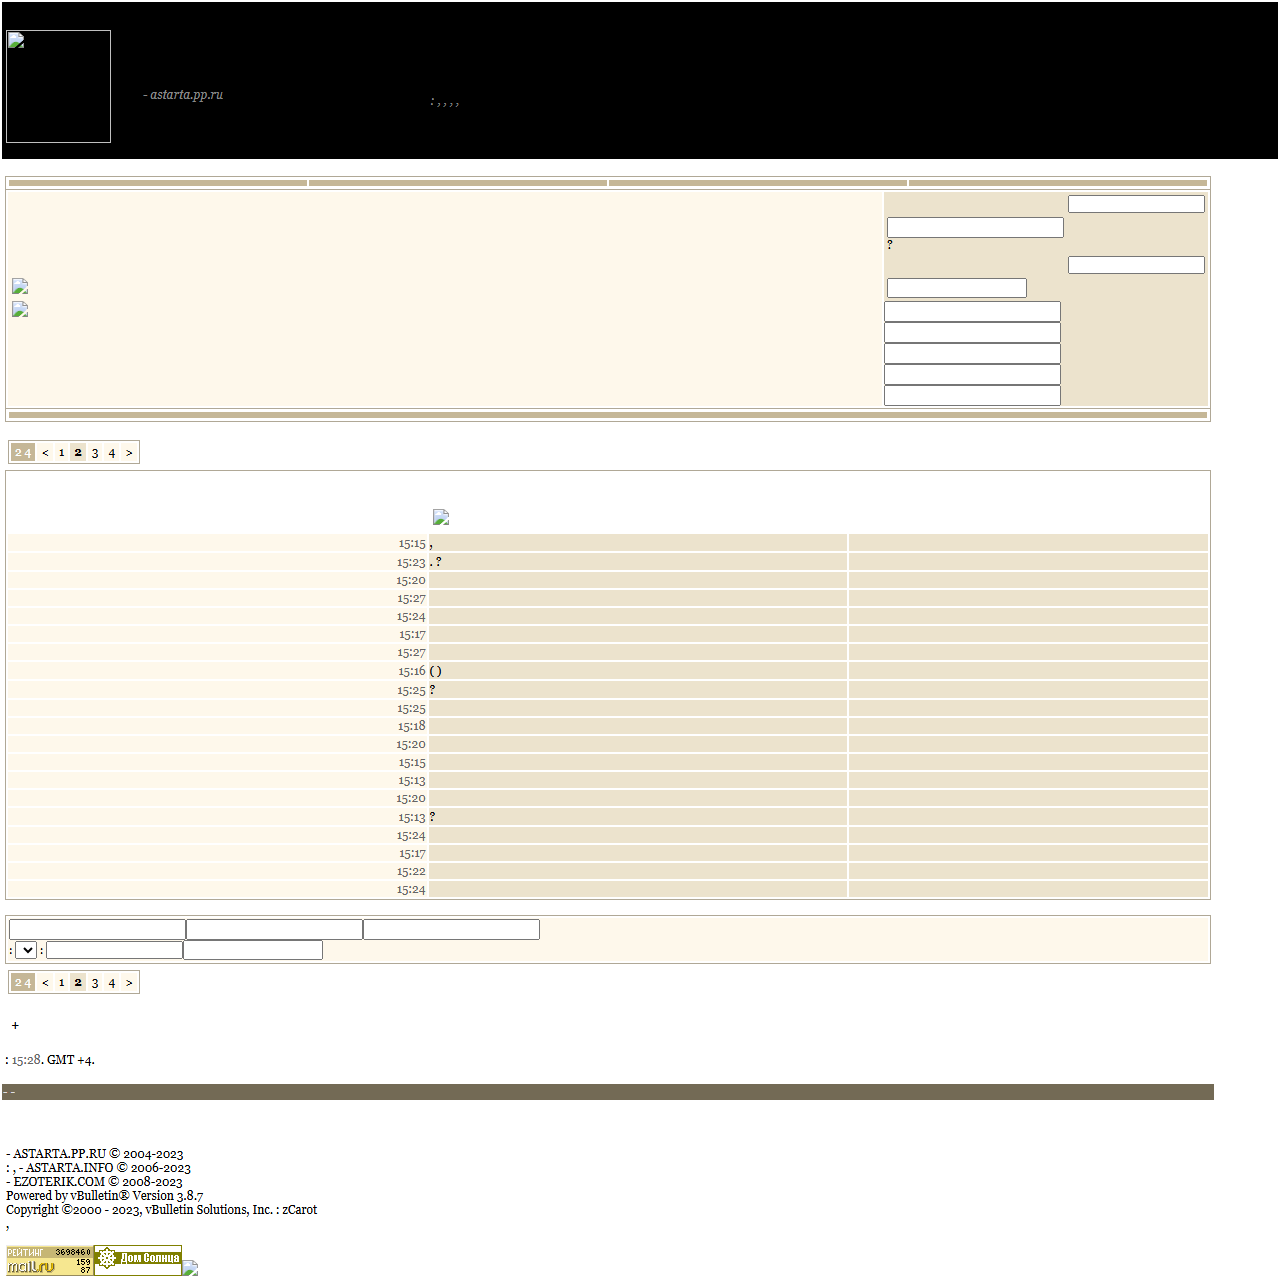 - astarta.pp.ru
: , , , ,
?
2 4 < 1 2 3 4 >
15:15 ,
15:23 . ?
15:20
15:27
15:24
15:17
15:27
15:16 ( )
15:25 ?
15:25
15:18
15:20
15:15
15:13
15:20
15:13 ?
15:24
15:17
15:22
15:24
: :
2 4 < 1 2 3 4 >
+
: 15:28. GMT +4.
- -
- ASTARTA.PP.RU © 2004-2023
: , - ASTARTA.INFO © 2006-2023
- EZOTERIK.COM © 2008-2023
Powered by vBulletin® Version 3.8.7
Copyright ©2000 - 2023, vBulletin Solutions, Inc. : zCarot
,
РЕЙТИНГ 3698460
mail.ru 159
87
Дом Солнца